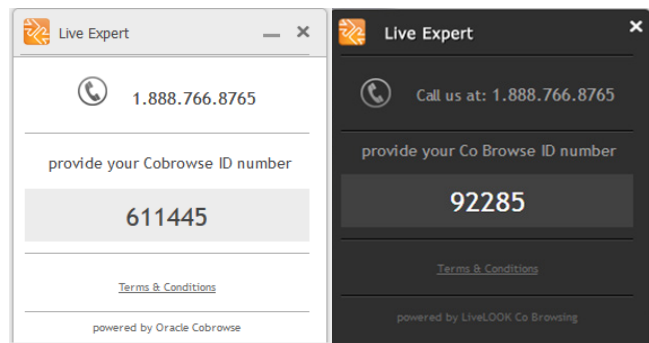 Live Expert
1.888.766.8765
provide your Cobrowse ID number
611445
Terms & Conditions
powered by Oracle Cobrowse
Live Expert
Call us at: 1.888.766.8765
provide your Co Browse ID number
92285
Terms & Conditions
powered by LiveLOOK Co Browsing